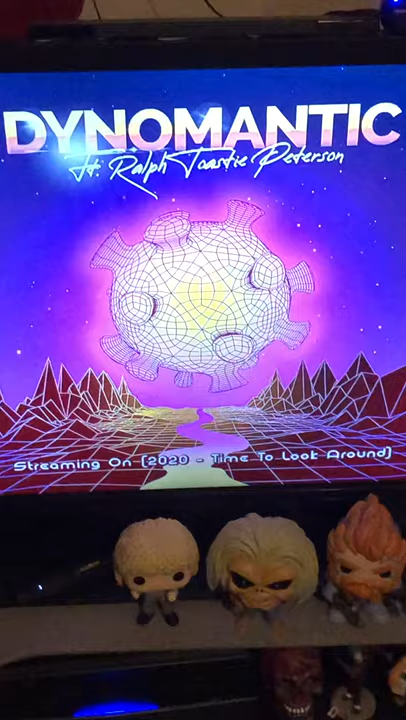 DYNOMANTIC
ft. Ralph Toastie Peterson
Streaming On [2020 - Time To Look Around]